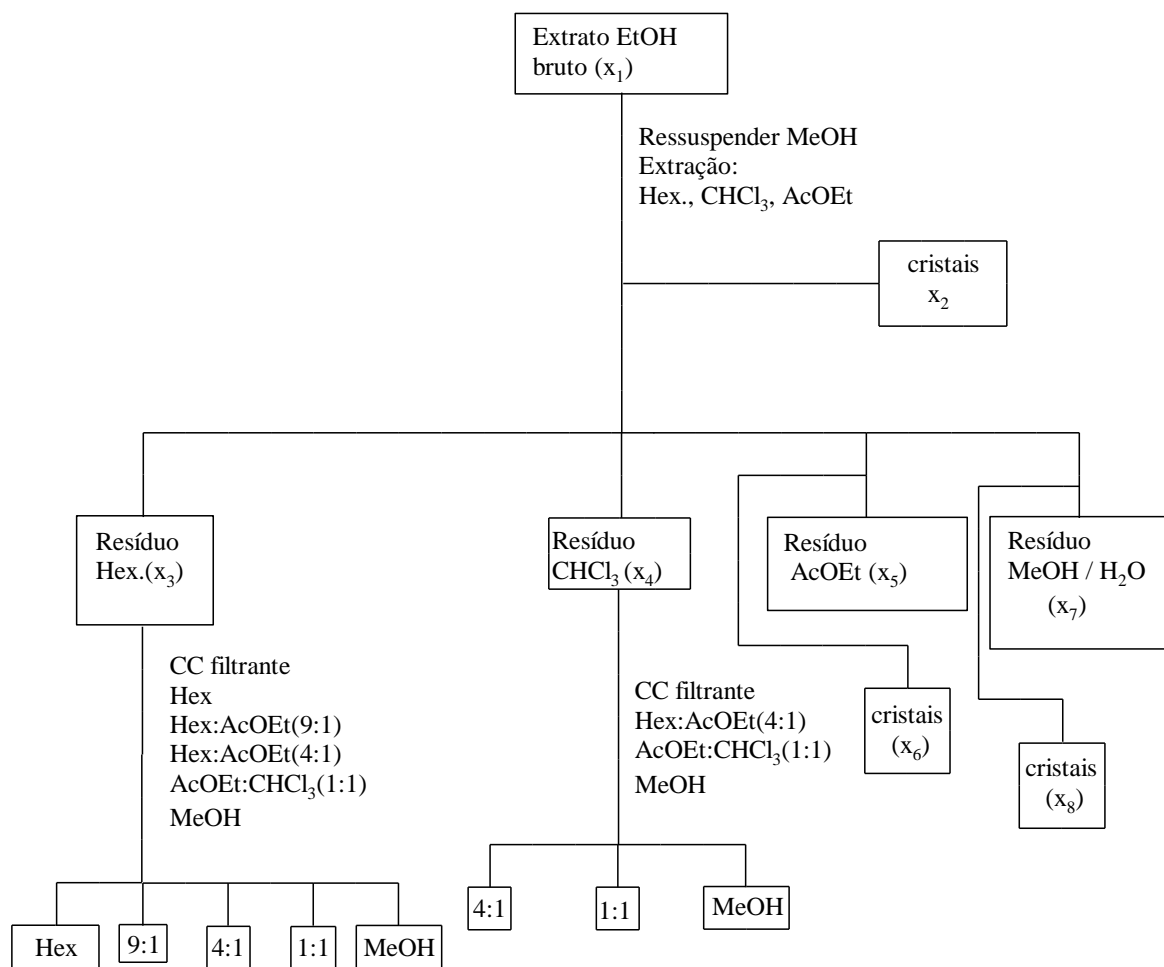 Extrato EtOH
bruto (x₁)
Ressuspender MeOH
Extração:
Hex., CHCl₃, AcOEt
cristais
x₂
Resíduo
Hex.(x₃)
Resíduo
CHCl₃ (x₄)
Resíduo
AcOEt (x₅)
Resíduo
MeOH / H₂O
(x₇)
CC filtrante
Hex
Hex:AcOEt(9:1)
Hex:AcOEt(4:1)
AcOEt:CHCl₃(1:1)
MeOH
CC filtrante
Hex:AcOEt(4:1)
AcOEt:CHCl₃(1:1)
MeOH
cristais
(x₆)
cristais
(x₈)
Hex
9:1
4:1
1:1
MeOH
4:1
1:1
MeOH